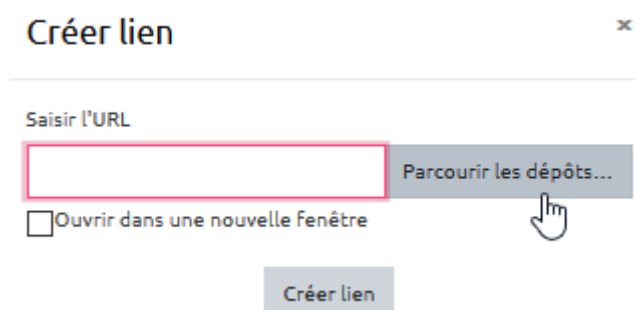 Créer lien
×
Saisir l'URL
Parcourir les dépôts...
Ouvrir dans une nouvelle fenêtre
Créer lien